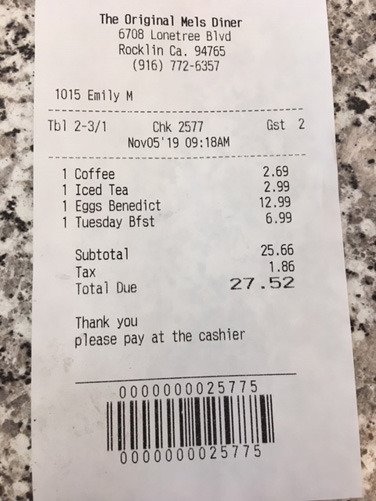 The Original Mels Diner
6708 Lonetree Blvd
Rocklin Ca. 94765
(916) 772-6357
1015 Emily M
Tbl 2-3/1 Chk 2577 Gst 2
Nov05'19 09:18AM
1 Coffee 2.69
1 Iced Tea 2.99
1 Eggs Benedict 12.99
1 Tuesday Bfst 6.99
Subtotal 25.66
Tax 1.86
Total Due 27.52
Thank you
please pay at the cashier
0000000025775
0000000025775